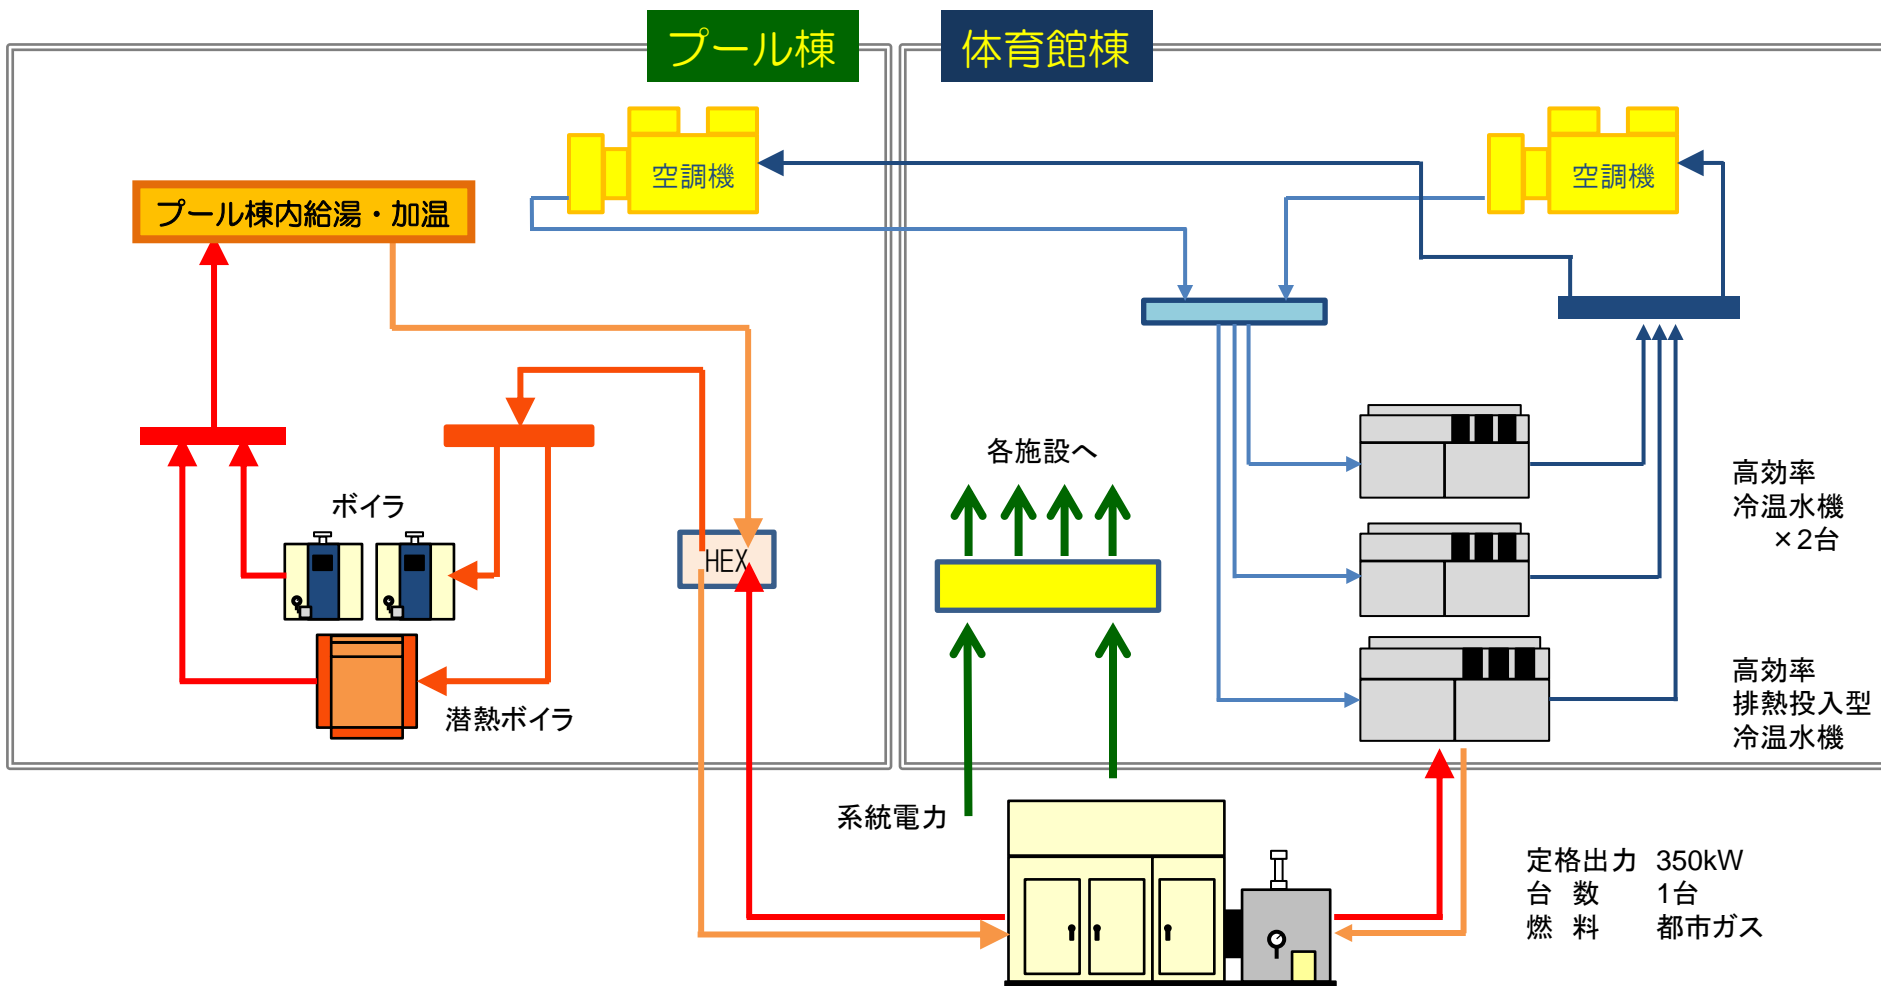 プール棟
体育館棟
空調機
空調機
プール棟内給湯・加温
各施設へ
ボイラ
高効率
冷温水機
×2台
HEX
潜熱ボイラ
高効率
排熱投入型
冷温水機
系統電力
定格出力 350kW
台 数 1台
燃 料 都市ガス